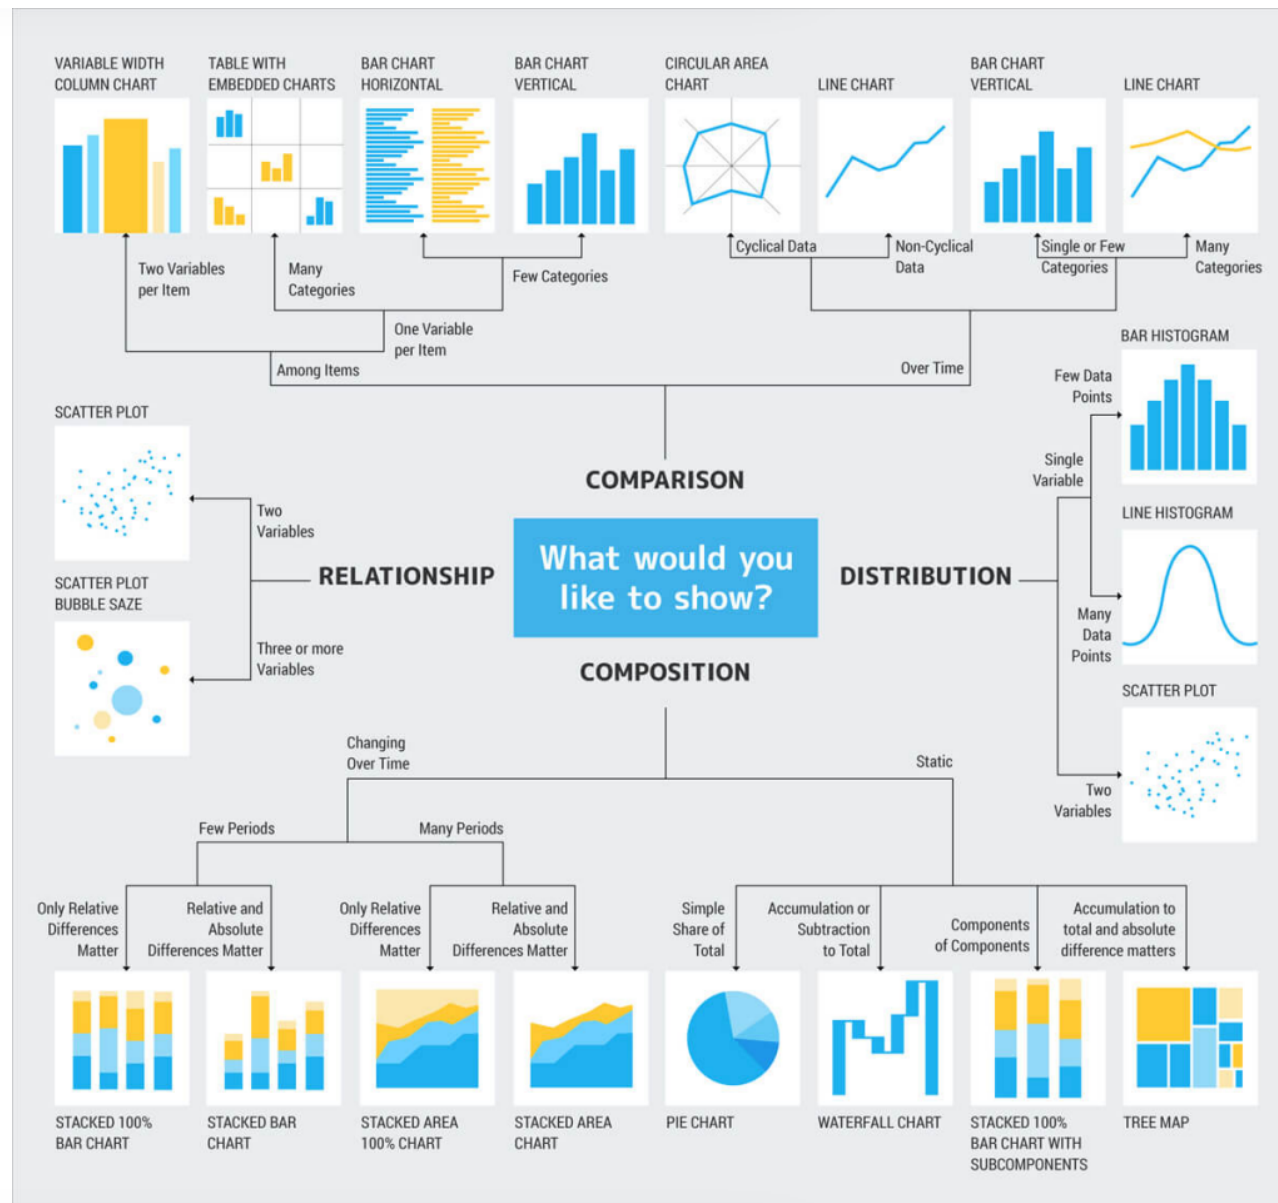 VARIABLE WIDTH
COLUMN CHART
TABLE WITH
EMBEDDED CHARTS
BAR CHART
HORIZONTAL
BAR CHART
VERTICAL
CIRCULAR AREA
CHART
LINE CHART
BAR CHART
VERTICAL
LINE CHART
Two Variables
per Item
Many
Categories
Few Categories
Cyclical Data
Non-Cyclical
Data
Single or Few
Categories
Many
Categories
One Variable
per Item
Among Items
Over Time
BAR HISTOGRAM
Few Data
Points
SCATTER PLOT
Single
Variable
COMPARISON
Two
Variables
LINE HISTOGRAM
What would you
like to show?
RELATIONSHIP
DISTRIBUTION
SCATTER PLOT
BUBBLE SAZE
Many
Data
Points
Three or more
Variables
COMPOSITION
SCATTER PLOT
Changing
Over Time
Static
Two
Variables
Few Periods
Many Periods
Only Relative
Differences
Matter
Relative and
Absolute
Differences Matter
Only Relative
Differences
Matter
Relative and
Absolute
Differences Matter
Simple
Share of
Total
Accumulation or
Subtraction
to Total
Components
of Components
Accumulation to
total and absolute
difference matters
STACKED 100%
BAR CHART
STACKED BAR
CHART
STACKED AREA
100% CHART
STACKED AREA
CHART
PIE CHART
WATERFALL CHART
STACKED 100%
BAR CHART WITH
SUBCOMPONENTS
TREE MAP